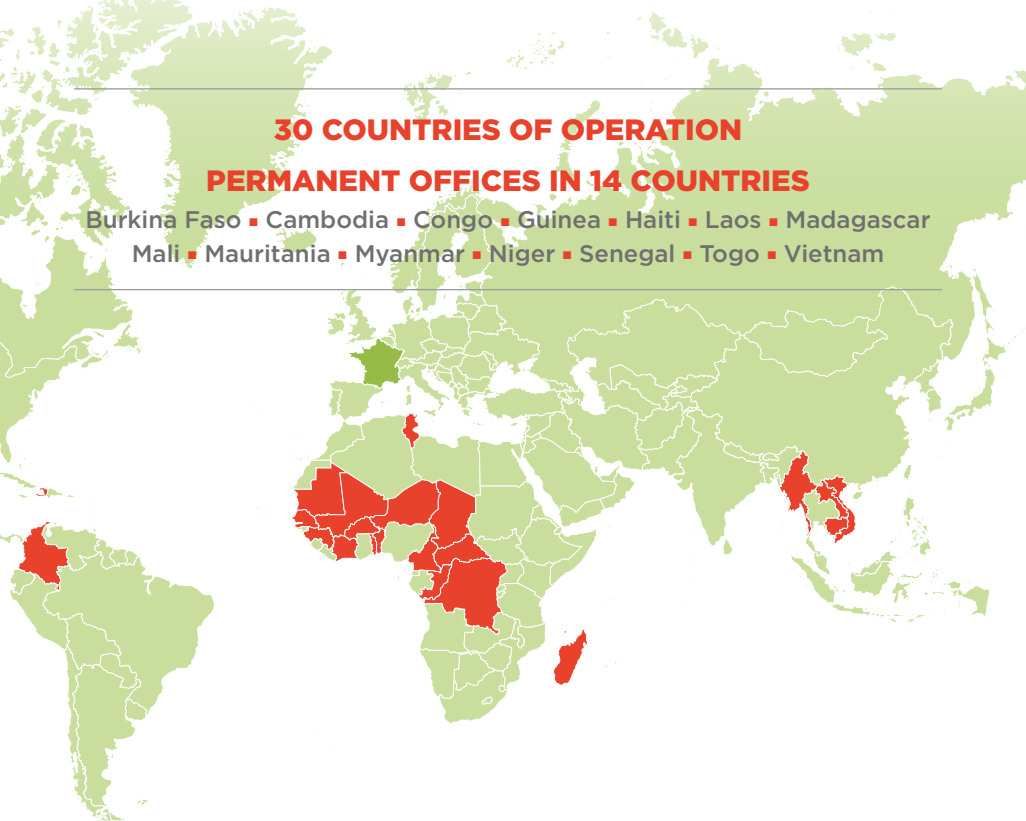 30 COUNTRIES OF OPERATION
PERMANENT OFFICES IN 14 COUNTRIES
Burkina Faso ▪ Cambodia ▪ Congo ▪ Guinea ▪ Haiti ▪ Laos ▪ Madagascar
Mali ▪ Mauritania ▪ Myanmar ▪ Niger ▪ Senegal ▪ Togo ▪ Vietnam